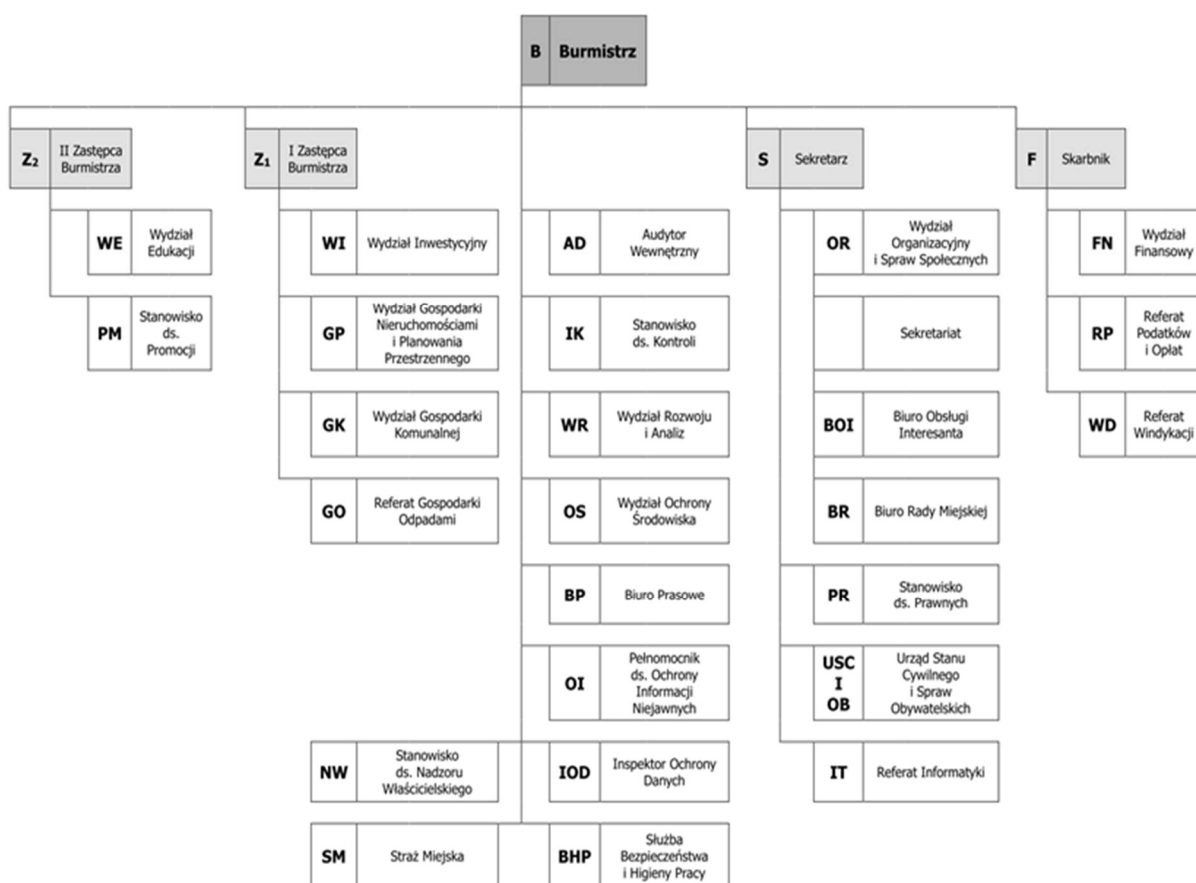 B
Burmistrz
Z₂
II Zastępca
Burmistrza
WE
Wydział
Edukacji
PM
Stanowisko
ds.
Promocji
Z₁
I Zastępca
Burmistrza
WI
Wydział Inwestycyjny
GP
Wydział Gospodarki
Nieruchomościami
i Planowania
Przestrzennego
GK
Wydział Gospodarki
Komunalnej
GO
Referat Gospodarki
Odpadami
AD
Audytor
Wewnętrzny
IK
Stanowisko
ds. Kontroli
WR
Wydział Rozwoju
i Analiz
OS
Wydział Ochrony
Środowiska
BP
Biuro Prasowe
OI
Pełnomocnik
ds. Ochrony
Informacji
Niejawnych
NW
Stanowisko
ds. Nadzoru
Właścicielskiego
IOD
Inspektor Ochrony
Danych
SM
Straż Miejska
BHP
Służba
Bezpieczeństwa
i Higieny Pracy
S
Sekretarz
OR
Wydział
Organizacyjny
i Spraw Społecznych
Sekretariat
BOI
Biuro Obsługi
Interesanta
BR
Biuro Rady Miejskiej
PR
Stanowisko
ds. Prawnych
USC
I
OB
Urząd Stanu
Cywilnego
i Spraw
Obywatelskich
IT
Referat Informatyki
F
Skarbnik
FN
Wydział
Finansowy
RP
Referat
Podatków
i Opłat
WD
Referat
Windykacji